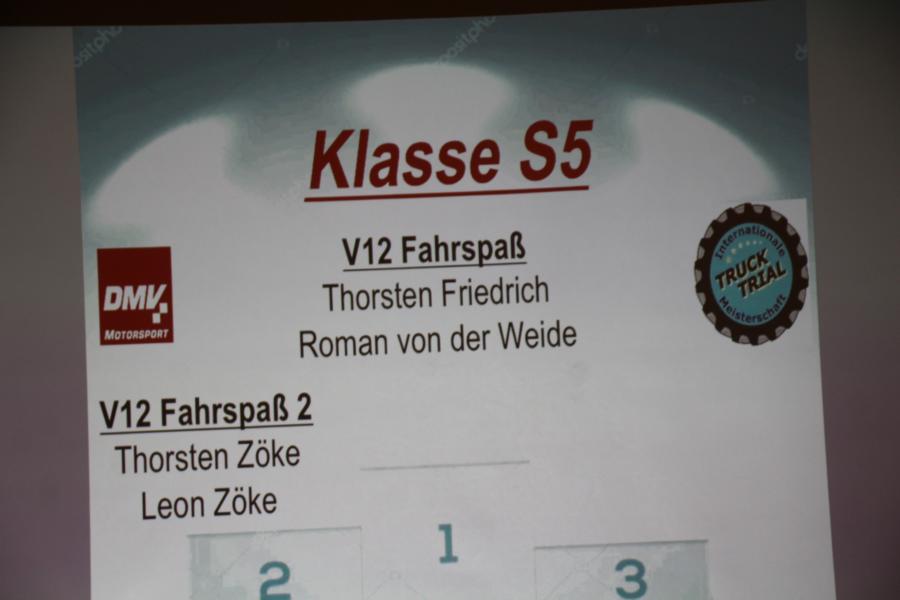 Klasse S5
V12 Fahrspaß
Thorsten Friedrich
Roman von der Weide
DMV
MOTORSPORT
Internationale
TRUCK
TRIAL
Meisterschaft
V12 Fahrspaß 2
Thorsten Zöke
Leon Zöke
1
2
3